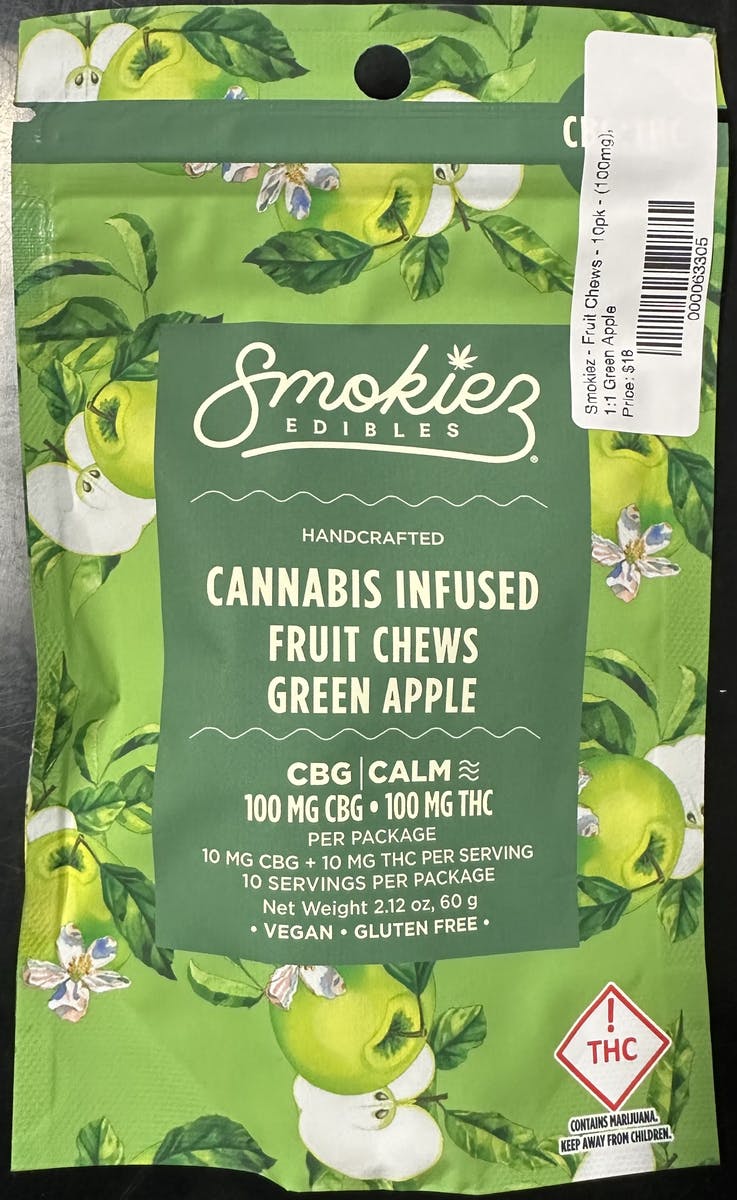 Smokiez
EDIBLES
®
HANDCRAFTED
CANNABIS INFUSED
FRUIT CHEWS
GREEN APPLE
CBG | CALM
100 MG CBG • 100 MG THC
PER PACKAGE
10 MG CBG + 10 MG THC PER SERVING
10 SERVINGS PER PACKAGE
Net Weight 2.12 oz, 60 g
• VEGAN • GLUTEN FREE •
!
THC
CONTAINS MARIJUANA.
KEEP AWAY FROM CHILDREN.
Smokiez - Fruit Chews - 10pk - (100mg),
1:1 Green Apple
Price: $18
000063305